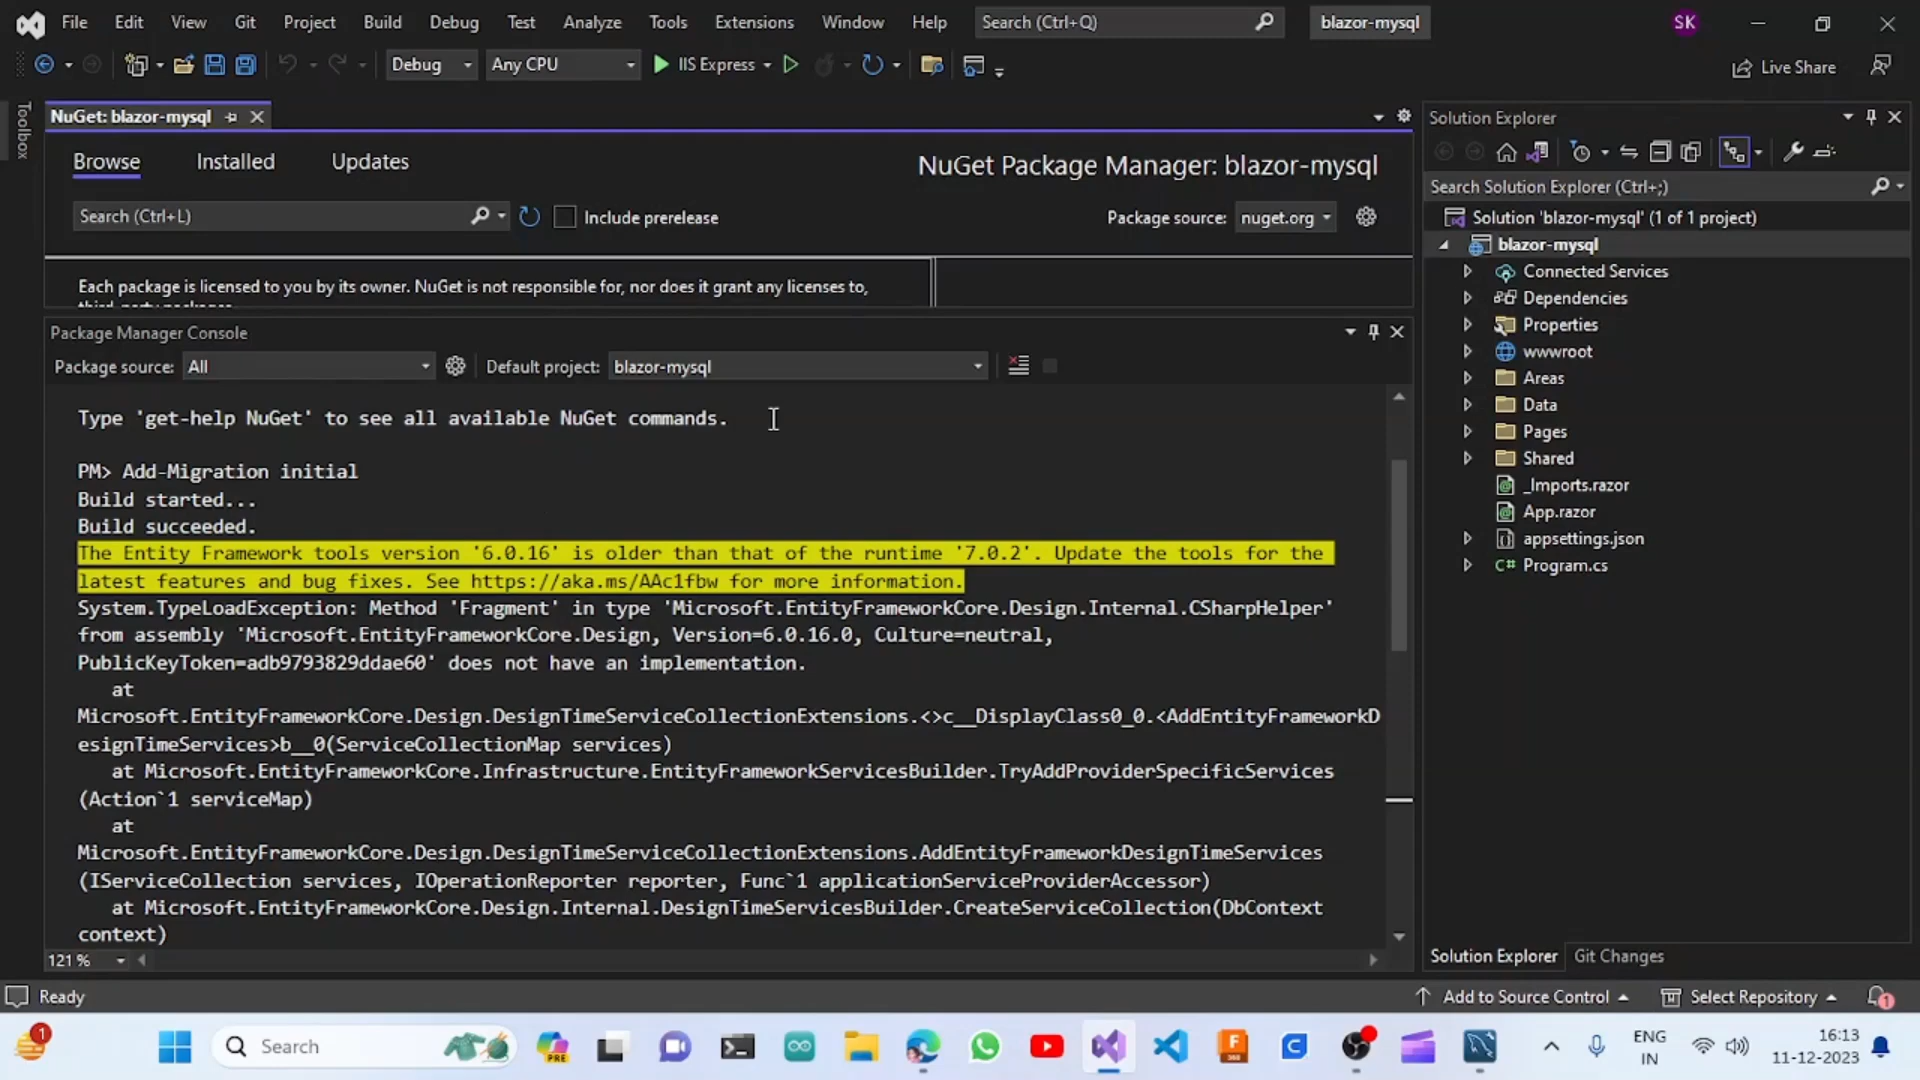 File Edit View Git Project Build Debug Test Analyze Tools Extensions Window Help Search (Ctrl+Q) blazor-mysql SK
Debug Any CPU IIS Express Live Share
Toolbox
NuGet: blazor-mysql
Browse Installed Updates NuGet Package Manager: blazor-mysql
Search (Ctrl+L) Include prerelease Package source: nuget.org
Each package is licensed to you by its owner. NuGet is not responsible for, nor does it grant any licenses to,
third-party packages.
Package Manager Console
Package source: All Default project: blazor-mysql
Type 'get-help NuGet' to see all available NuGet commands.
PM> Add-Migration initial
Build started...
Build succeeded.
The Entity Framework tools version '6.0.16' is older than that of the runtime '7.0.2'. Update the tools for the
latest features and bug fixes. See https://aka.ms/AAc1fbw for more information.
System.TypeLoadException: Method 'Fragment' in type 'Microsoft.EntityFrameworkCore.Design.Internal.CSharpHelper'
from assembly 'Microsoft.EntityFrameworkCore.Design, Version=6.0.16.0, Culture=neutral,
PublicKeyToken=adb9793829ddae60' does not have an implementation.
at
Microsoft.EntityFrameworkCore.Design.DesignTimeServiceCollectionExtensions.<>c__DisplayClass0_0.<AddEntityFrameworkD
esignTimeServices>b__0(ServiceCollectionMap services)
at Microsoft.EntityFrameworkCore.Infrastructure.EntityFrameworkServicesBuilder.TryAddProviderSpecificServices
(Action`1 serviceMap)
at
Microsoft.EntityFrameworkCore.Design.DesignTimeServiceCollectionExtensions.AddEntityFrameworkDesignTimeServices
(IServiceCollection services, IOperationReporter reporter, Func`1 applicationServiceProviderAccessor)
at Microsoft.EntityFrameworkCore.Design.Internal.DesignTimeServicesBuilder.CreateServiceCollection(DbContext
context)
121 %
Solution Explorer
Search Solution Explorer (Ctrl+;)
Solution 'blazor-mysql' (1 of 1 project)
blazor-mysql
Connected Services
Dependencies
Properties
wwwroot
Areas
Data
Pages
Shared
_Imports.razor
App.razor
appsettings.json
C# Program.cs
Solution Explorer Git Changes
Ready Add to Source Control Select Repository 1
1 Search PRE ENG 16:13
IN 11-12-2023